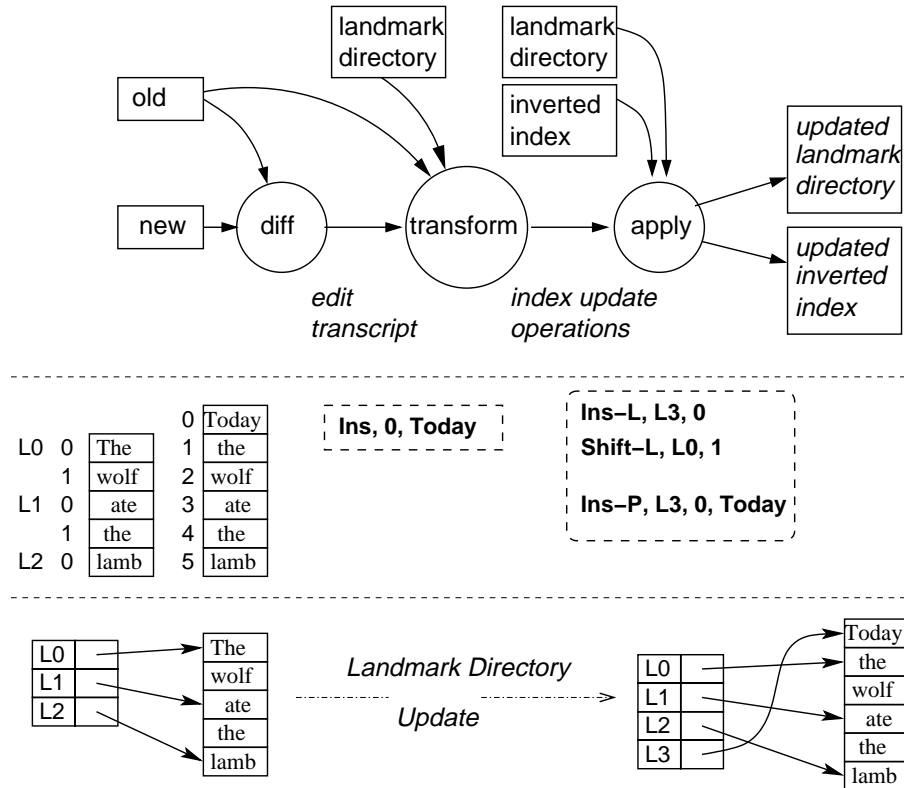 landmark
directory
landmark
directory
old
inverted
index
updated
landmark
directory
new
diff
transform
apply
updated
inverted
index
edit
transcript
index update
operations
0 Today
L0 0 The
1 the
1 wolf
2 wolf
L1 0 ate
3 ate
1 the
4 the
L2 0 lamb
5 lamb
Ins, 0, Today
Ins–L, L3, 0
Shift–L, L0, 1
Ins–P, L3, 0, Today
L0
L1
L2
The
wolf
ate
the
lamb
Landmark Directory
Update
L0
L1
L2
L3
Today
the
wolf
ate
the
lamb